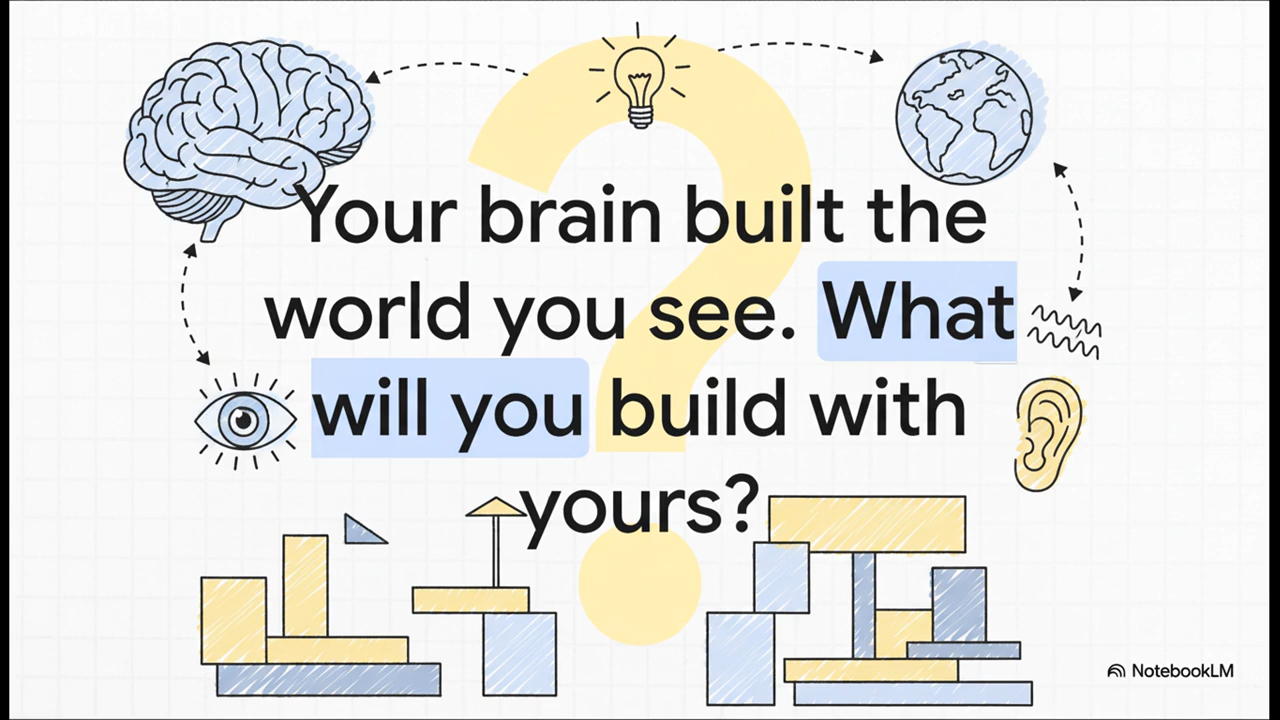 Your brain built the
world you see. What
will you build with
yours?
NotebookLM